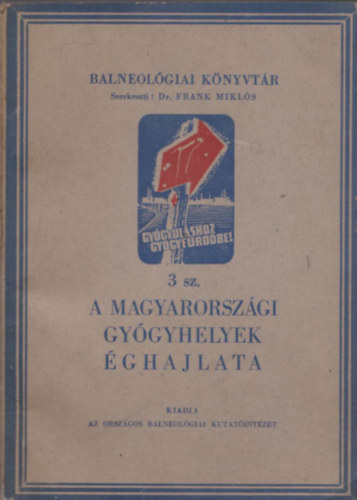 BALNEOLÓGIAI KÖNYVTÁR
Szerkeszti: Dr. FRANK MIKLÓS
GYÓGYULÁSHOZ
GYÓGYFÜRDŐBE!
3 sz.
A MAGYARORSZÁGI
GYÓGYHELYEK
ÉGHAJLATA
KIADJA
AZ ORSZÁGOS BALNEOLÓGIAI KUTATÓINTÉZET